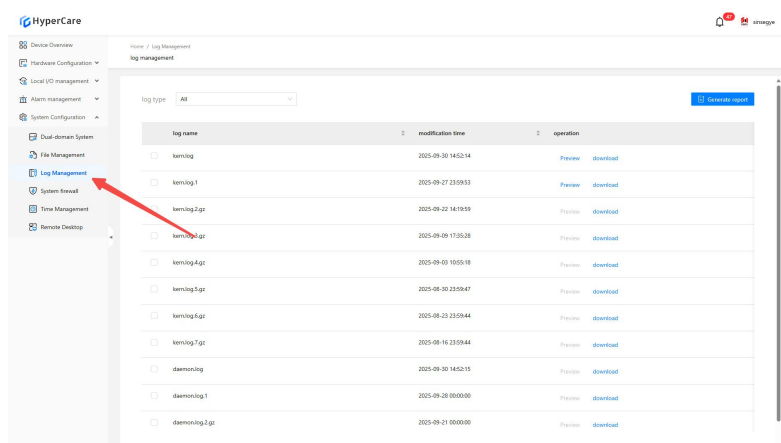 HyperCare
47
sinsegye
Device Overview
Hardware Configuration
Local I/O management
Alarm management
System Configuration
Dual-domain System
File Management
Log Management
System firewall
Time Management
Remote Desktop
Home / Log Management
log management
log type All
Generate report
log name modification time operation
kern.log 2025-09-30 14:52:14 Preview download
kern.log.1 2025-09-27 23:59:53 Preview download
kern.log.2.gz 2025-09-22 14:19:59 Preview download
kern.log.3.gz 2025-09-09 17:35:28 Preview download
kern.log.4.gz 2025-09-03 10:55:18 Preview download
kern.log.5.gz 2025-08-30 23:59:47 Preview download
kern.log.6.gz 2025-08-23 23:59:44 Preview download
kern.log.7.gz 2025-08-16 23:59:44 Preview download
daemon.log 2025-09-30 14:52:15 Preview download
daemon.log.1 2025-09-28 00:00:00 Preview download
daemon.log.2.gz 2025-09-21 00:00:00 Preview download